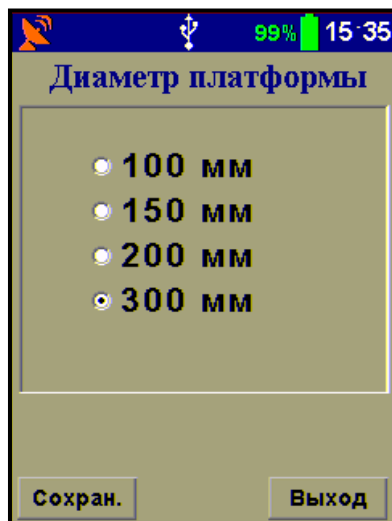 99% 15:35
Диаметр платформы
100 мм
150 мм
200 мм
300 мм
Сохран. Выход